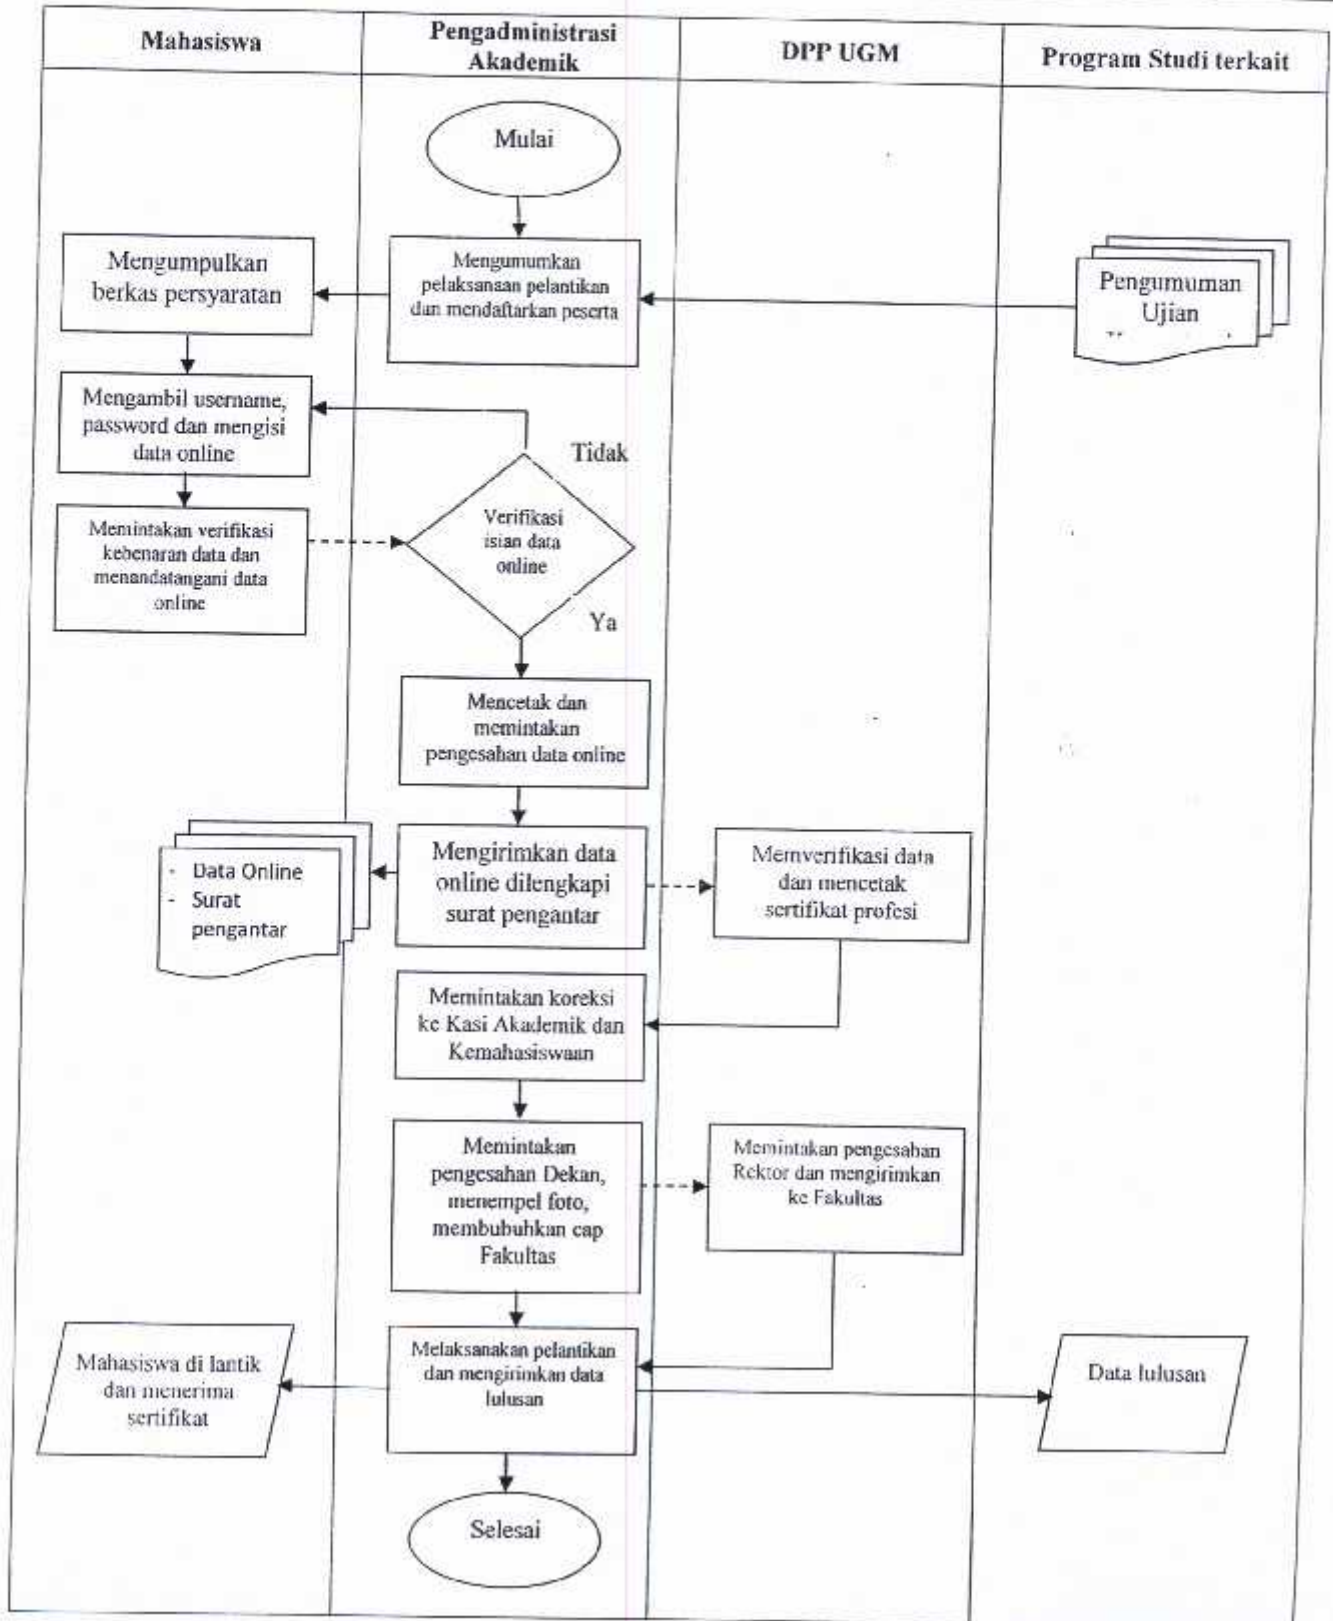 Mahasiswa
Pengadministrasi
Akademik
DPP UGM
Program Studi terkait
Mulai
Mengumpulkan
berkas persyaratan
Mengumumkan
pelaksanaan pelantikan
dan mendaftarkan peserta
Pengumuman
Ujian
Mengambil username,
password dan mengisi
data online
Tidak
Memintakan verifikasi
kebenaran data dan
menandatangani data
online
Verifikasi
isian data
online
Ya
Mencetak dan
memintakan
pengesahan data online
- Data Online
- Surat
pengantar
Mengirimkan data
online dilengkapi
surat pengantar
Memverifikasi data
dan mencetak
sertifikat profesi
Memintakan koreksi
ke Kasi Akademik dan
Kemahasiswaan
Memintakan
pengesahan Dekan,
menempel foto,
membubuhkan cap
Fakultas
Memintakan pengesahan
Rektor dan mengirimkan
ke Fakultas
Mahasiswa di lantik
dan menerima
sertifikat
Melaksanakan pelantikan
dan mengirimkan data
lulusan
Data lulusan
Selesai